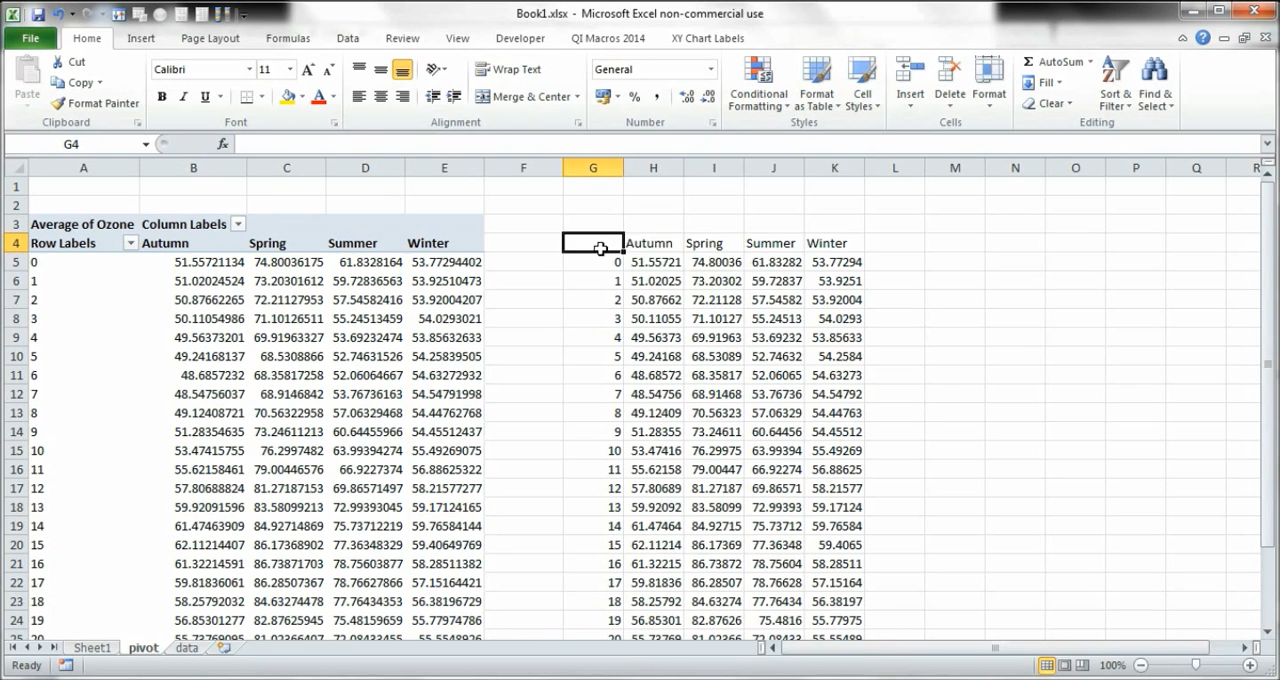 Book1.xlsx - Microsoft Excel non-commercial use
File Home Insert Page Layout Formulas Data Review View Developer QI Macros 2014 XY Chart Labels
Paste
Cut
Copy
Format Painter
Clipboard
Calibri 11
B I U
Font
Wrap Text
Merge & Center
Alignment
General
$ % ,
Number
Conditional Formatting
Format as Table
Cell Styles
Styles
Insert Delete Format
Cells
AutoSum
Fill
Clear
Sort & Filter
Find & Select
Editing
G4 fx
A B C D E F G H I J K L M N O P Q R
1
2
3 Average of Ozone Column Labels
4 Row Labels Autumn Spring Summer Winter Autumn Spring Summer Winter
5 0 51.55721134 74.80036175 61.8328164 53.77294402 0 51.55721 74.80036 61.83282 53.77294
6 1 51.02024524 73.20301612 59.72836563 53.92510473 1 51.02025 73.20302 59.72837 53.9251
7 2 50.87662265 72.21127953 57.54582416 53.92004207 2 50.87662 72.21128 57.54582 53.92004
8 3 50.11054986 71.10126511 55.24513459 54.0293021 3 50.11055 71.10127 55.24513 54.0293
9 4 49.56373201 69.91963327 53.69232474 53.85632633 4 49.56373 69.91963 53.69232 53.85633
10 5 49.24168137 68.5308866 52.74631526 54.25839505 5 49.24168 68.53089 52.74632 54.2584
11 6 48.6857232 68.35817258 52.06064667 54.63272932 6 48.68572 68.35817 52.06065 54.63273
12 7 48.54756037 68.9146842 53.76736163 54.54791998 7 48.54756 68.91468 53.76736 54.54792
13 8 49.12408721 70.56322958 57.06329468 54.44762768 8 49.12409 70.56323 57.06329 54.44763
14 9 51.28354635 73.24611213 60.64455966 54.45512437 9 51.28355 73.24611 60.64456 54.45512
15 10 53.47415755 76.2997482 63.99394274 55.49269075 10 53.47416 76.29975 63.99394 55.49269
16 11 55.62158461 79.00446576 66.9227374 56.88625322 11 55.62158 79.00447 66.92274 56.88625
17 12 57.80688824 81.27187153 69.86571497 58.21577277 12 57.80689 81.27187 69.86571 58.21577
18 13 59.92091596 83.58099279 72.99393045 59.17124165 13 59.92092 83.58099 72.99393 59.17124
19 14 61.47463909 84.92714869 75.73712219 59.76584144 14 61.47464 84.92715 75.73712 59.76584
20 15 62.11214407 86.17368902 77.36348329 59.40649769 15 62.11214 86.17369 77.36348 59.4065
21 16 61.32214591 86.73871703 78.75603877 58.28511382 16 61.32215 86.73872 78.75604 58.28511
22 17 59.81836061 86.28507367 78.76627866 57.15164421 17 59.81836 86.28507 78.76628 57.15164
23 18 58.25792032 84.63274478 77.76434353 56.38196729 18 58.25792 84.63274 77.76434 56.38197
24 19 56.85301277 82.87625945 75.48159659 55.77974786 19 56.85301 82.87626 75.4816 55.77975
25 20 55.73769095 81.02366407 72.08433455 55.5548926 20 55.73769 81.02366 72.08433 55.55489
Sheet1 pivot data
Ready 100%